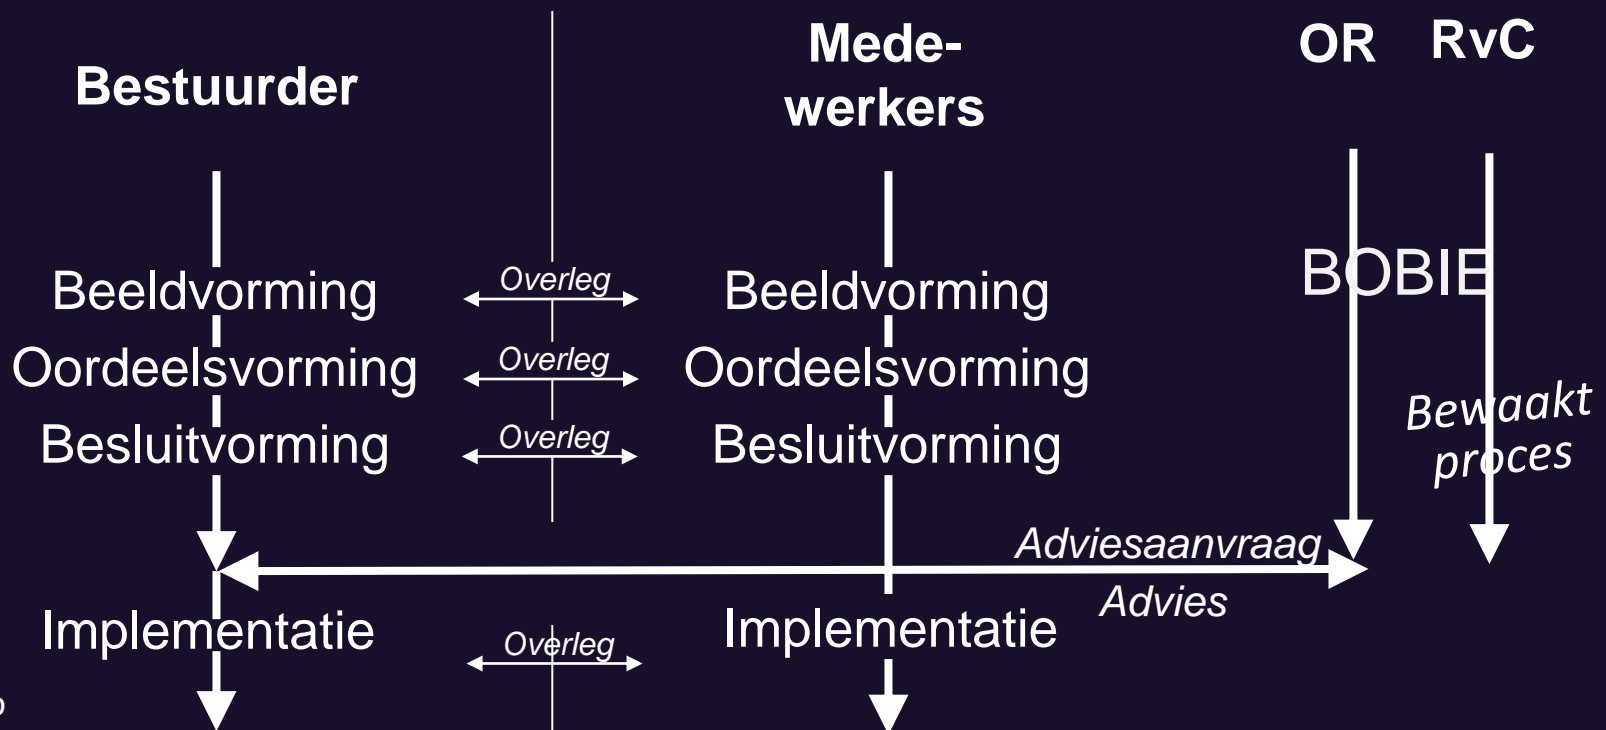 Bestuurder
Mede-
werkers
OR
RvC
Beeldvorming
Overleg
Beeldvorming
BOBIE
Oordeelsvorming
Overleg
Oordeelsvorming
Bewaakt
proces
Besluitvorming
Overleg
Besluitvorming
Adviesaanvraag
Advies
Implementatie
Overleg
Implementatie